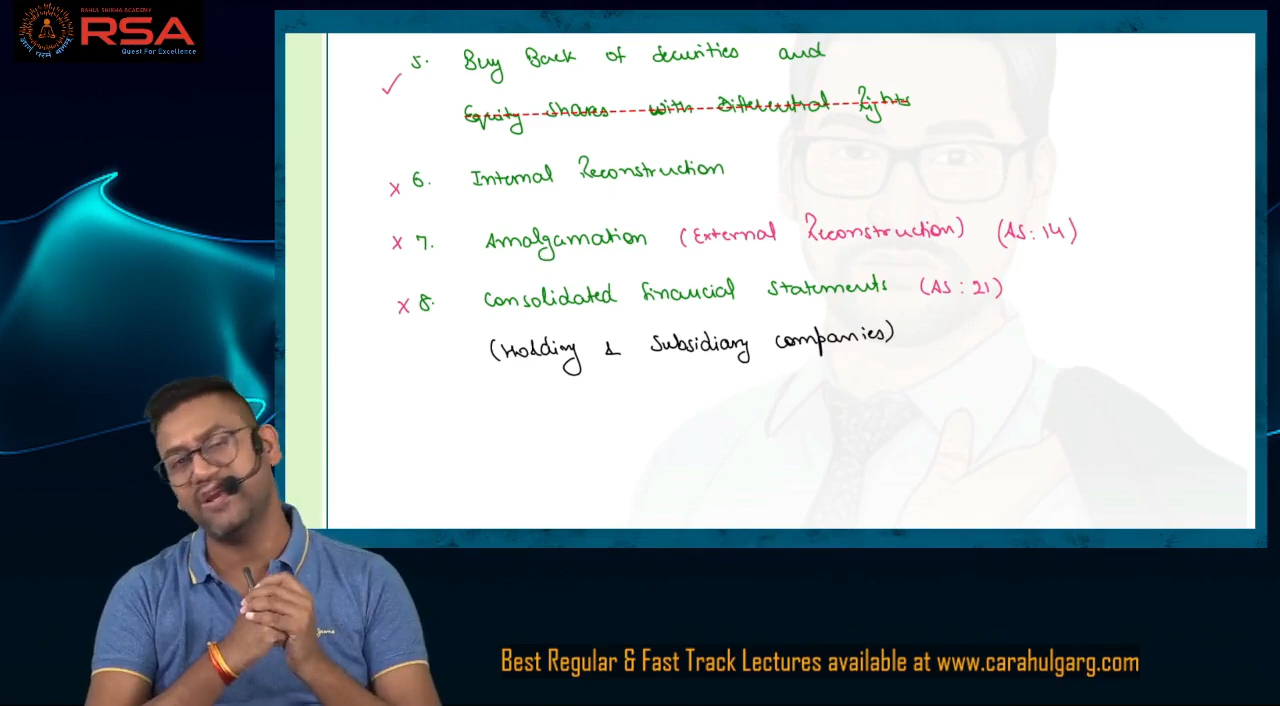 RAHUL SHIKHA ACADEMY
RSA
Quest For Excellence
5. Buy Back of securities and
Equity Shares with Differential Rights
6. Internal Reconstruction
7. Amalgamation (External Reconstruction) (AS: 14)
8. Consolidated financial statements (AS: 21)
(Holding & Subsidiary companies)
Best Regular & Fast Track Lectures available at www.carahulgarg.com